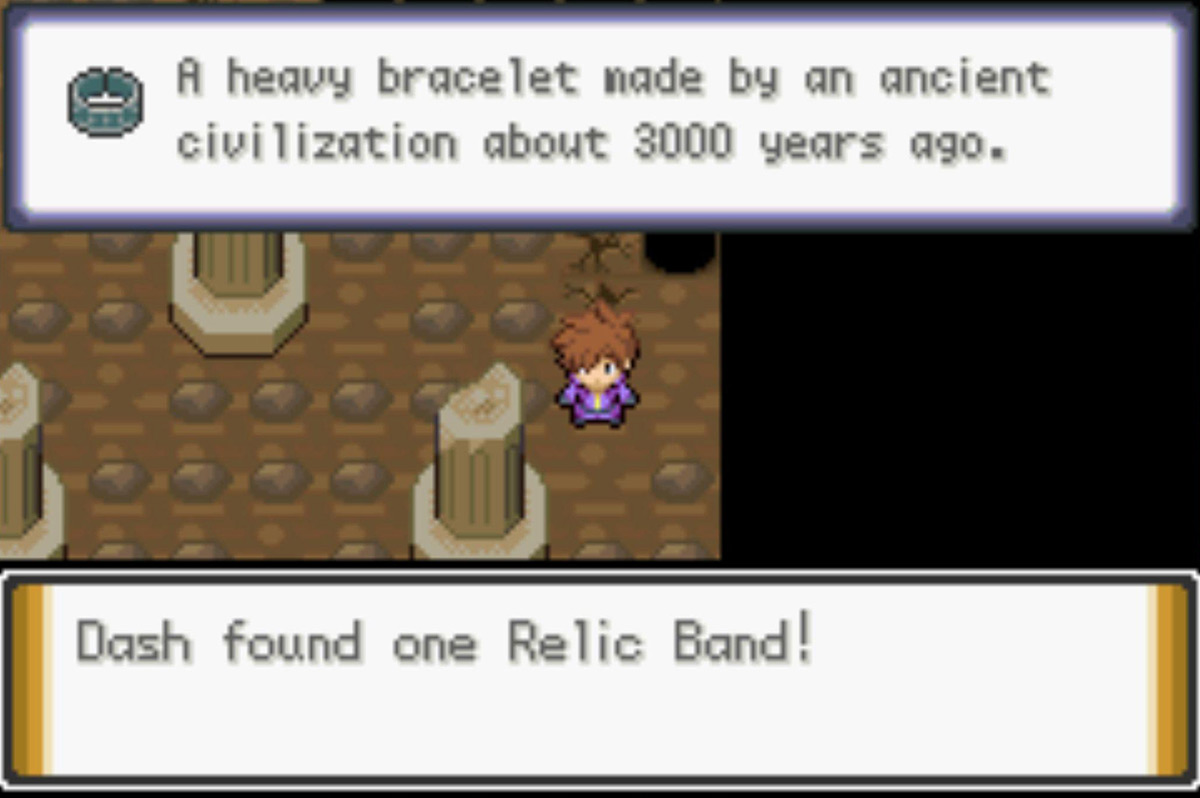 A heavy bracelet made by an ancient
civilization about 3000 years ago.
Dash found one Relic Band!